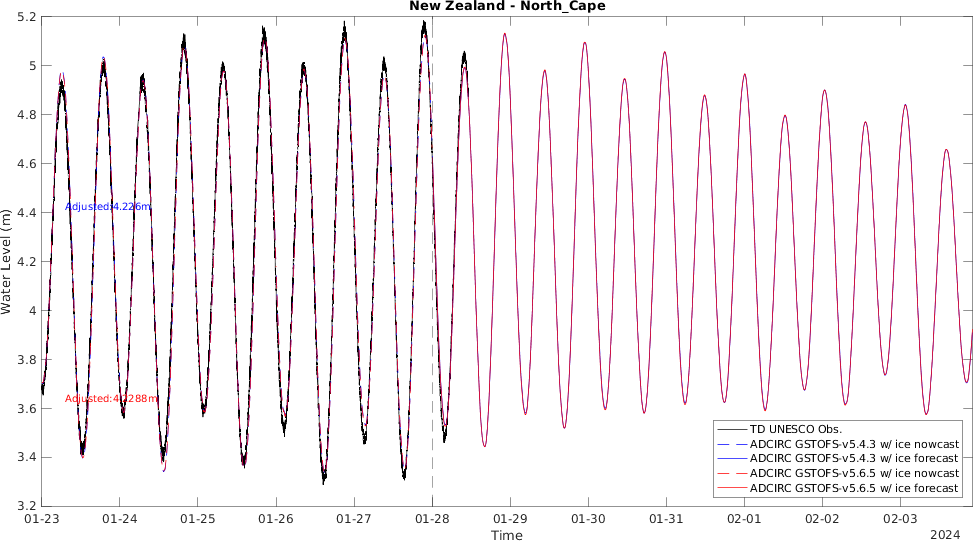 New Zealand - North_Cape
Water Level (m)
5.2
5
4.8
4.6
4.4
4.2
4
3.8
3.6
3.4
3.2
Adjusted:4.226m
Adjusted:4.2288m
TD UNESCO Obs.
ADCIRC GSTOFS-v5.4.3 w/ ice nowcast
ADCIRC GSTOFS-v5.4.3 w/ ice forecast
ADCIRC GSTOFS-v5.6.5 w/ ice nowcast
ADCIRC GSTOFS-v5.6.5 w/ ice forecast
01-23 01-24 01-25 01-26 01-27 01-28 01-29 01-30 01-31 02-01 02-02 02-03
Time
2024